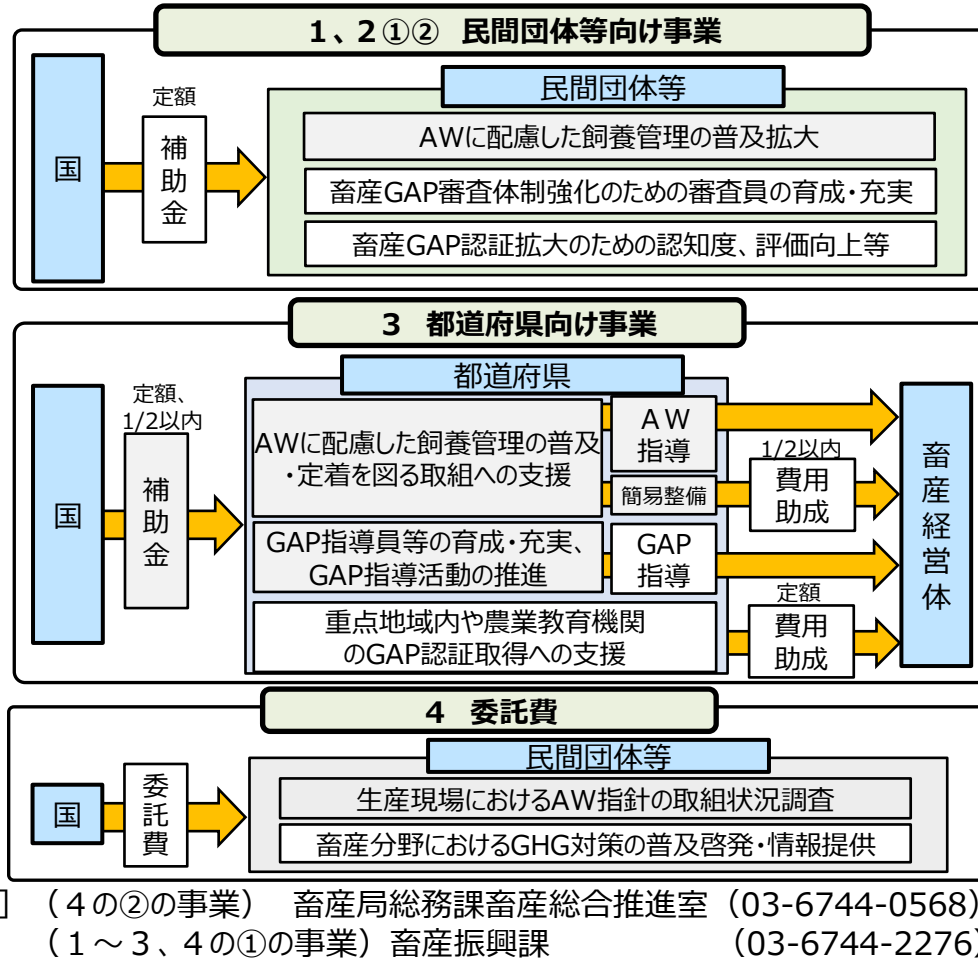 １、２①② 民間団体等向け事業
国
定額
補助金
民間団体等
AWに配慮した飼養管理の普及拡大
畜産GAP審査体制強化のための審査員の育成・充実
畜産GAP認証拡大のための認知度、評価向上等
３ 都道府県向け事業
国
定額、
1/2以内
補助金
都道府県
AWに配慮した飼養管理の普及
・定着を図る取組への支援
ＡＷ
指導
簡易整備
1/2以内
費用
助成
GAP指導員等の育成・充実、
GAP指導活動の推進
GAP
指導
重点地域内や農業教育機関
のGAP認証取得への支援
定額
費用
助成
畜産経営体
４ 委託費
国
委託費
民間団体等
生産現場におけるAW指針の取組状況調査
畜産分野におけるGHG対策の普及啓発・情報提供
］ （４の②の事業） 畜産局総務課畜産総合推進室（03-6744-0568）
（１～３、４の①の事業）畜産振興課 （03-6744-2276）